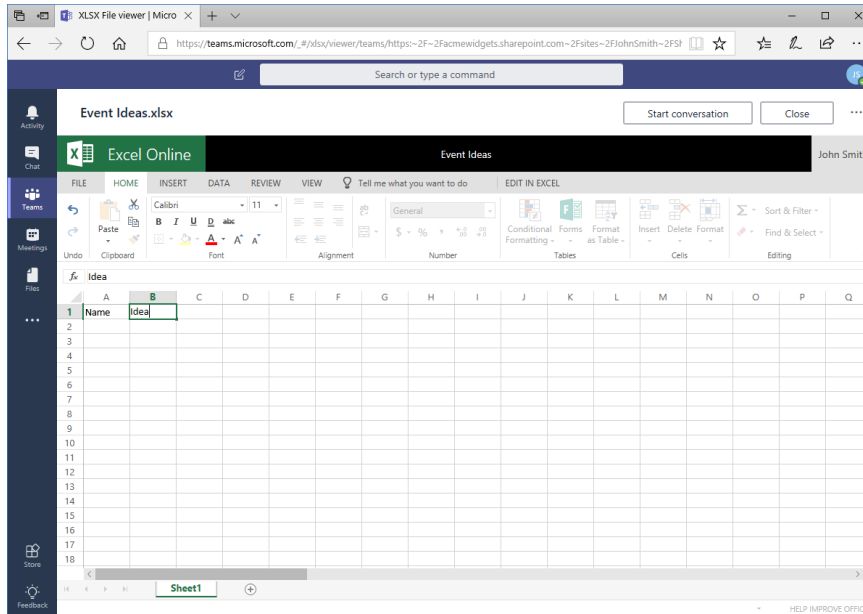 XLSX File viewer | Micro
https://teams.microsoft.com/_#/xlsx/viewer/teams/https:~2F~2Facmewidgets.sharepoint.com~2Fsites~2FJohnSmith~2FSh
Search or type a command
JS
Activity
Event Ideas.xlsx
Start conversation
Close
Chat
Excel Online
Event Ideas
John Smit
FILE HOME INSERT DATA REVIEW VIEW Tell me what you want to do EDIT IN EXCEL
Teams
Calibri 11 General
Paste
B I U D abc
$ % ,
A A A
Conditional Formatting
Forms
Format as Table
Insert Delete Format
Sort & Filter
Find & Select
Meetings
Undo Clipboard Font Alignment Number Tables Cells Editing
Files
fx Idea
A B C D E F G H I J K L M N O P Q
1 Name Idea
2
3
4
5
6
7
8
9
10
11
12
13
14
15
16
17
18
Store
Sheet1
Feedback
HELP IMPROVE OFFIC